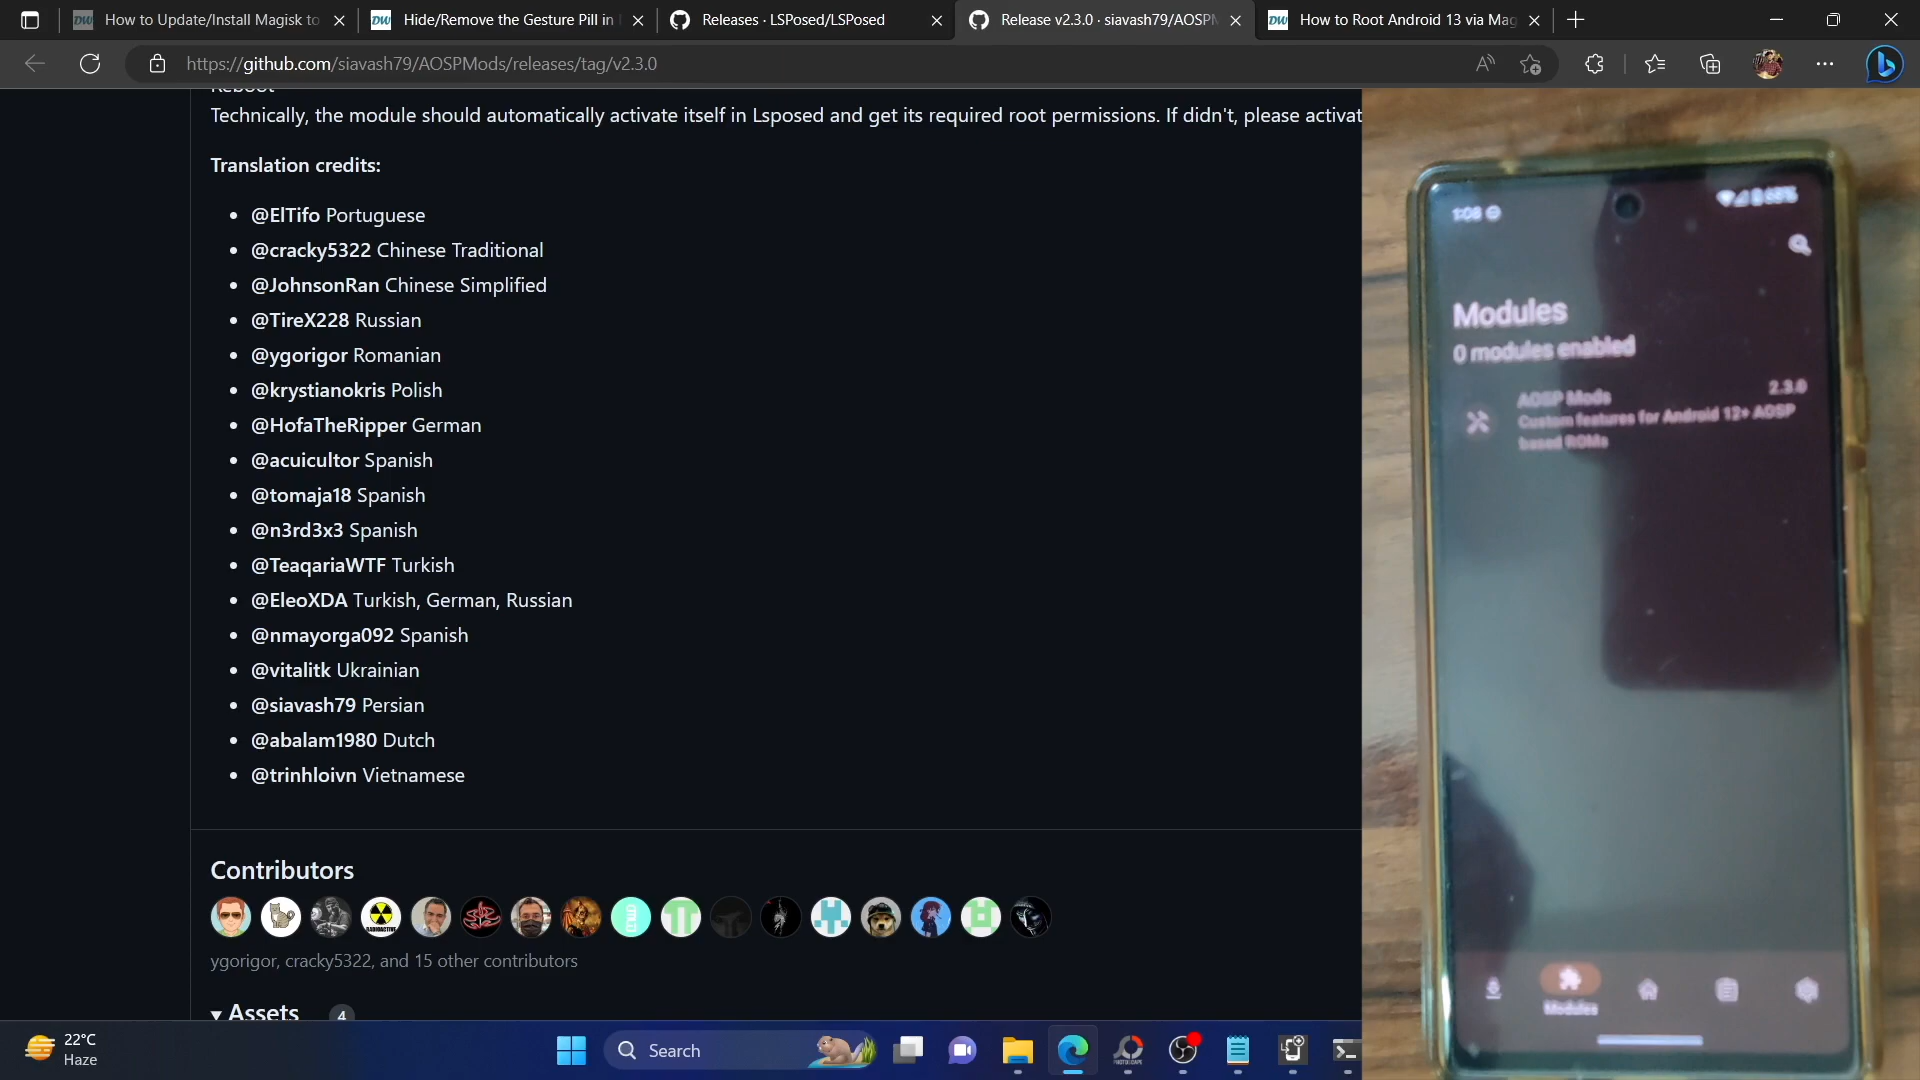 How to Update/Install Magisk to
Hide/Remove the Gesture Pill in
Releases · LSPosed/LSPosed
Release v2.3.0 · siavash79/AOSPM
How to Root Android 13 via Mag
https://github.com/siavash79/AOSPMods/releases/tag/v2.3.0
Reboot
Technically, the module should automatically activate itself in Lsposed and get its required root permissions. If didn't, please activat
Translation credits:
@ElTifo Portuguese
@cracky5322 Chinese Traditional
@JohnsonRan Chinese Simplified
@TireX228 Russian
@ygorigor Romanian
@krystianokris Polish
@HofaTheRipper German
@acuicultor Spanish
@tomaja18 Spanish
@n3rd3x3 Spanish
@TeaqariaWTF Turkish
@EleoXDA Turkish, German, Russian
@nmayorga092 Spanish
@vitalitk Ukrainian
@siavash79 Persian
@abalam1980 Dutch
@trinhloivn Vietnamese
Contributors
ygorigor, cracky5322, and 15 other contributors
Assets 4
22°C
Haze
Search
1:08
68%
Modules
0 modules enabled
AOSP Mods 2.3.0
Custom features for Android 12+ AOSP
based ROMs
Modules